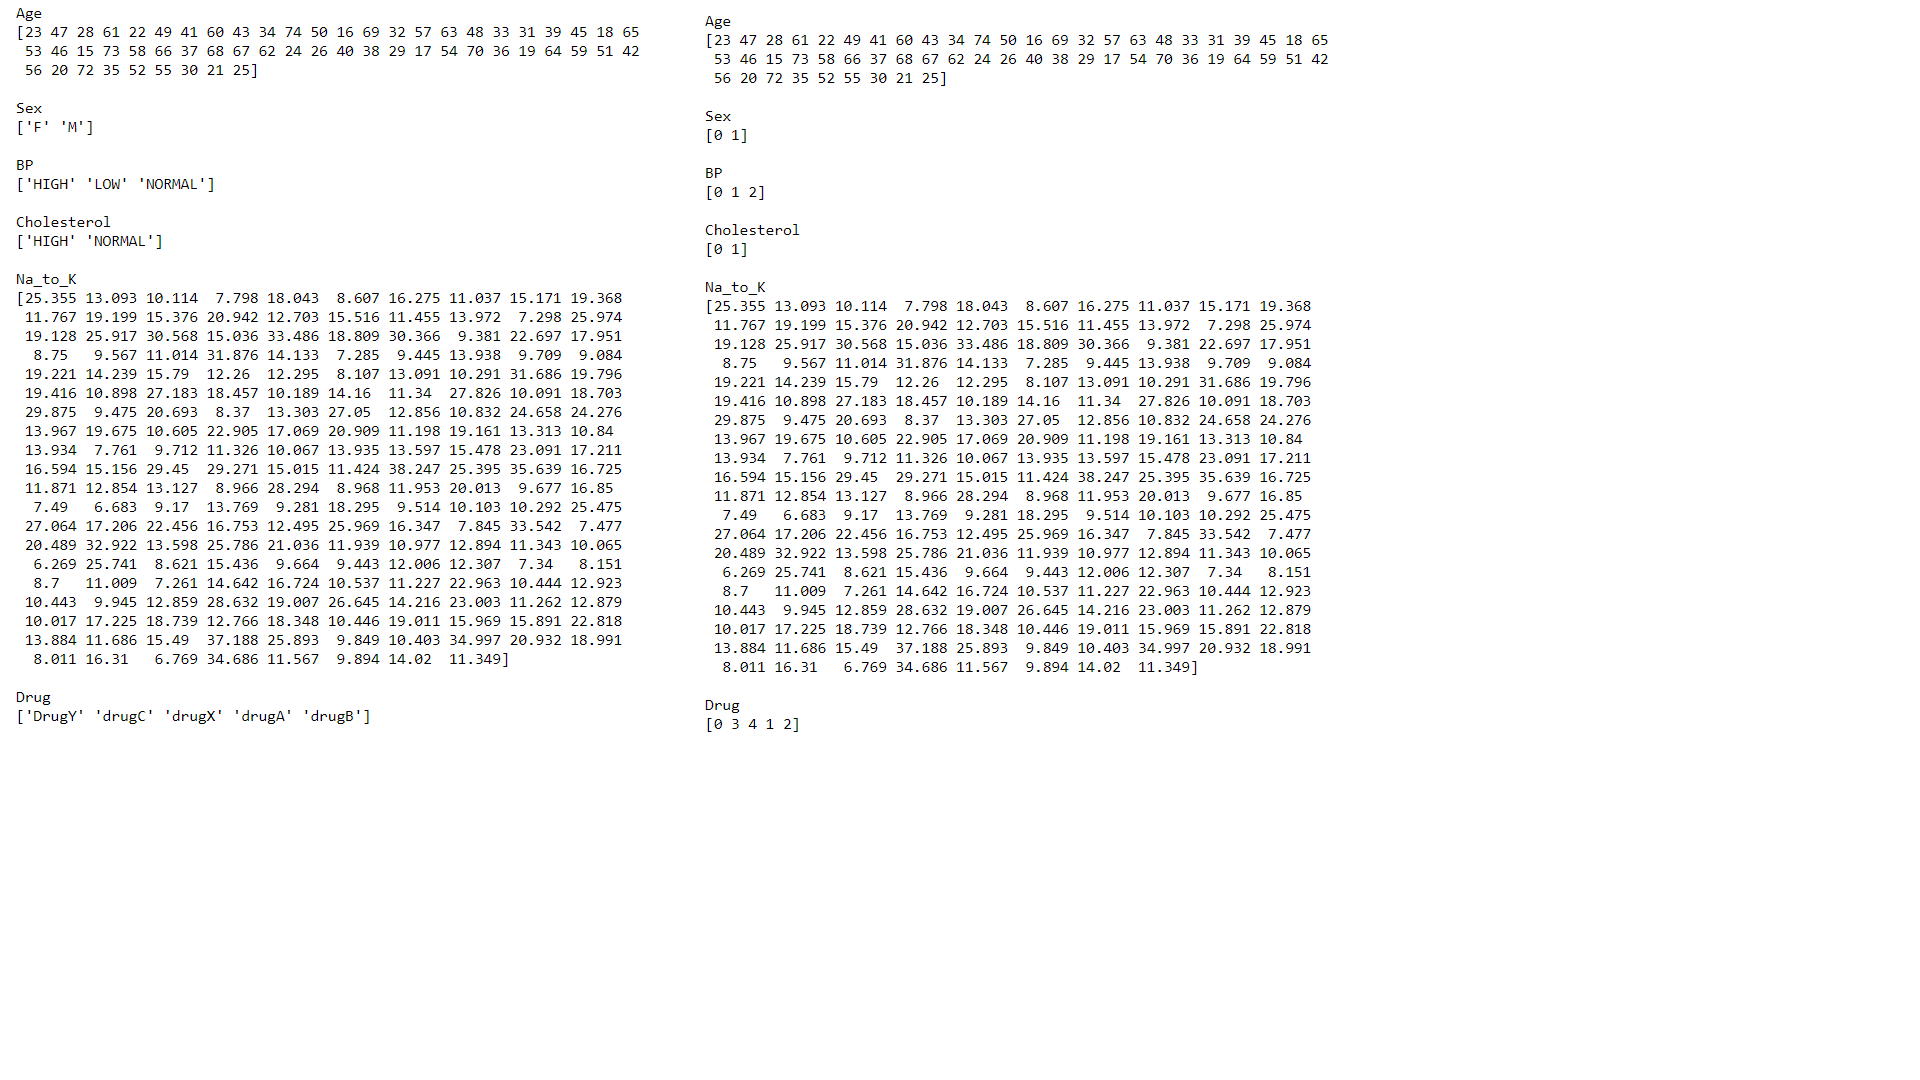 Age
[23 47 28 61 22 49 41 60 43 34 74 50 16 69 32 57 63 48 33 31 39 45 18 65
53 46 15 73 58 66 37 68 67 62 24 26 40 38 29 17 54 70 36 19 64 59 51 42
56 20 72 35 52 55 30 21 25]
Sex
['F' 'M']
BP
['HIGH' 'LOW' 'NORMAL']
Cholesterol
['HIGH' 'NORMAL']
Na_to_K
[25.355 13.093 10.114 7.798 18.043 8.607 16.275 11.037 15.171 19.368
11.767 19.199 15.376 20.942 12.703 15.516 11.455 13.972 7.298 25.974
19.128 25.917 30.568 15.036 33.486 18.809 30.366 9.381 22.697 17.951
8.75 9.567 11.014 31.876 14.133 7.285 9.445 13.938 9.709 9.084
19.221 14.239 15.79 12.26 12.295 8.107 13.091 10.291 31.686 19.796
19.416 10.898 27.183 18.457 10.189 14.16 11.34 27.826 10.091 18.703
29.875 9.475 20.693 8.37 13.303 27.05 12.856 10.832 24.658 24.276
13.967 19.675 10.605 22.905 17.069 20.909 11.198 19.161 13.313 10.84
13.934 7.761 9.712 11.326 10.067 13.935 13.597 15.478 23.091 17.211
16.594 15.156 29.45 29.271 15.015 11.424 38.247 25.395 35.639 16.725
11.871 12.854 13.127 8.966 28.294 8.968 11.953 20.013 9.677 16.85
7.49 6.683 9.17 13.769 9.281 18.295 9.514 10.103 10.292 25.475
27.064 17.206 22.456 16.753 12.495 25.969 16.347 7.845 33.542 7.477
20.489 32.922 13.598 25.786 21.036 11.939 10.977 12.894 11.343 10.065
6.269 25.741 8.621 15.436 9.664 9.443 12.006 12.307 7.34 8.151
8.7 11.009 7.261 14.642 16.724 10.537 11.227 22.963 10.444 12.923
10.443 9.945 12.859 28.632 19.007 26.645 14.216 23.003 11.262 12.879
10.017 17.225 18.739 12.766 18.348 10.446 19.011 15.969 15.891 22.818
13.884 11.686 15.49 37.188 25.893 9.849 10.403 34.997 20.932 18.991
8.011 16.31 6.769 34.686 11.567 9.894 14.02 11.349]
Drug
['DrugY' 'drugC' 'drugX' 'drugA' 'drugB']
Age
[23 47 28 61 22 49 41 60 43 34 74 50 16 69 32 57 63 48 33 31 39 45 18 65
53 46 15 73 58 66 37 68 67 62 24 26 40 38 29 17 54 70 36 19 64 59 51 42
56 20 72 35 52 55 30 21 25]
Sex
[0 1]
BP
[0 1 2]
Cholesterol
[0 1]
Na_to_K
[25.355 13.093 10.114 7.798 18.043 8.607 16.275 11.037 15.171 19.368
11.767 19.199 15.376 20.942 12.703 15.516 11.455 13.972 7.298 25.974
19.128 25.917 30.568 15.036 33.486 18.809 30.366 9.381 22.697 17.951
8.75 9.567 11.014 31.876 14.133 7.285 9.445 13.938 9.709 9.084
19.221 14.239 15.79 12.26 12.295 8.107 13.091 10.291 31.686 19.796
19.416 10.898 27.183 18.457 10.189 14.16 11.34 27.826 10.091 18.703
29.875 9.475 20.693 8.37 13.303 27.05 12.856 10.832 24.658 24.276
13.967 19.675 10.605 22.905 17.069 20.909 11.198 19.161 13.313 10.84
13.934 7.761 9.712 11.326 10.067 13.935 13.597 15.478 23.091 17.211
16.594 15.156 29.45 29.271 15.015 11.424 38.247 25.395 35.639 16.725
11.871 12.854 13.127 8.966 28.294 8.968 11.953 20.013 9.677 16.85
7.49 6.683 9.17 13.769 9.281 18.295 9.514 10.103 10.292 25.475
27.064 17.206 22.456 16.753 12.495 25.969 16.347 7.845 33.542 7.477
20.489 32.922 13.598 25.786 21.036 11.939 10.977 12.894 11.343 10.065
6.269 25.741 8.621 15.436 9.664 9.443 12.006 12.307 7.34 8.151
8.7 11.009 7.261 14.642 16.724 10.537 11.227 22.963 10.444 12.923
10.443 9.945 12.859 28.632 19.007 26.645 14.216 23.003 11.262 12.879
10.017 17.225 18.739 12.766 18.348 10.446 19.011 15.969 15.891 22.818
13.884 11.686 15.49 37.188 25.893 9.849 10.403 34.997 20.932 18.991
8.011 16.31 6.769 34.686 11.567 9.894 14.02 11.349]
Drug
[0 3 4 1 2]